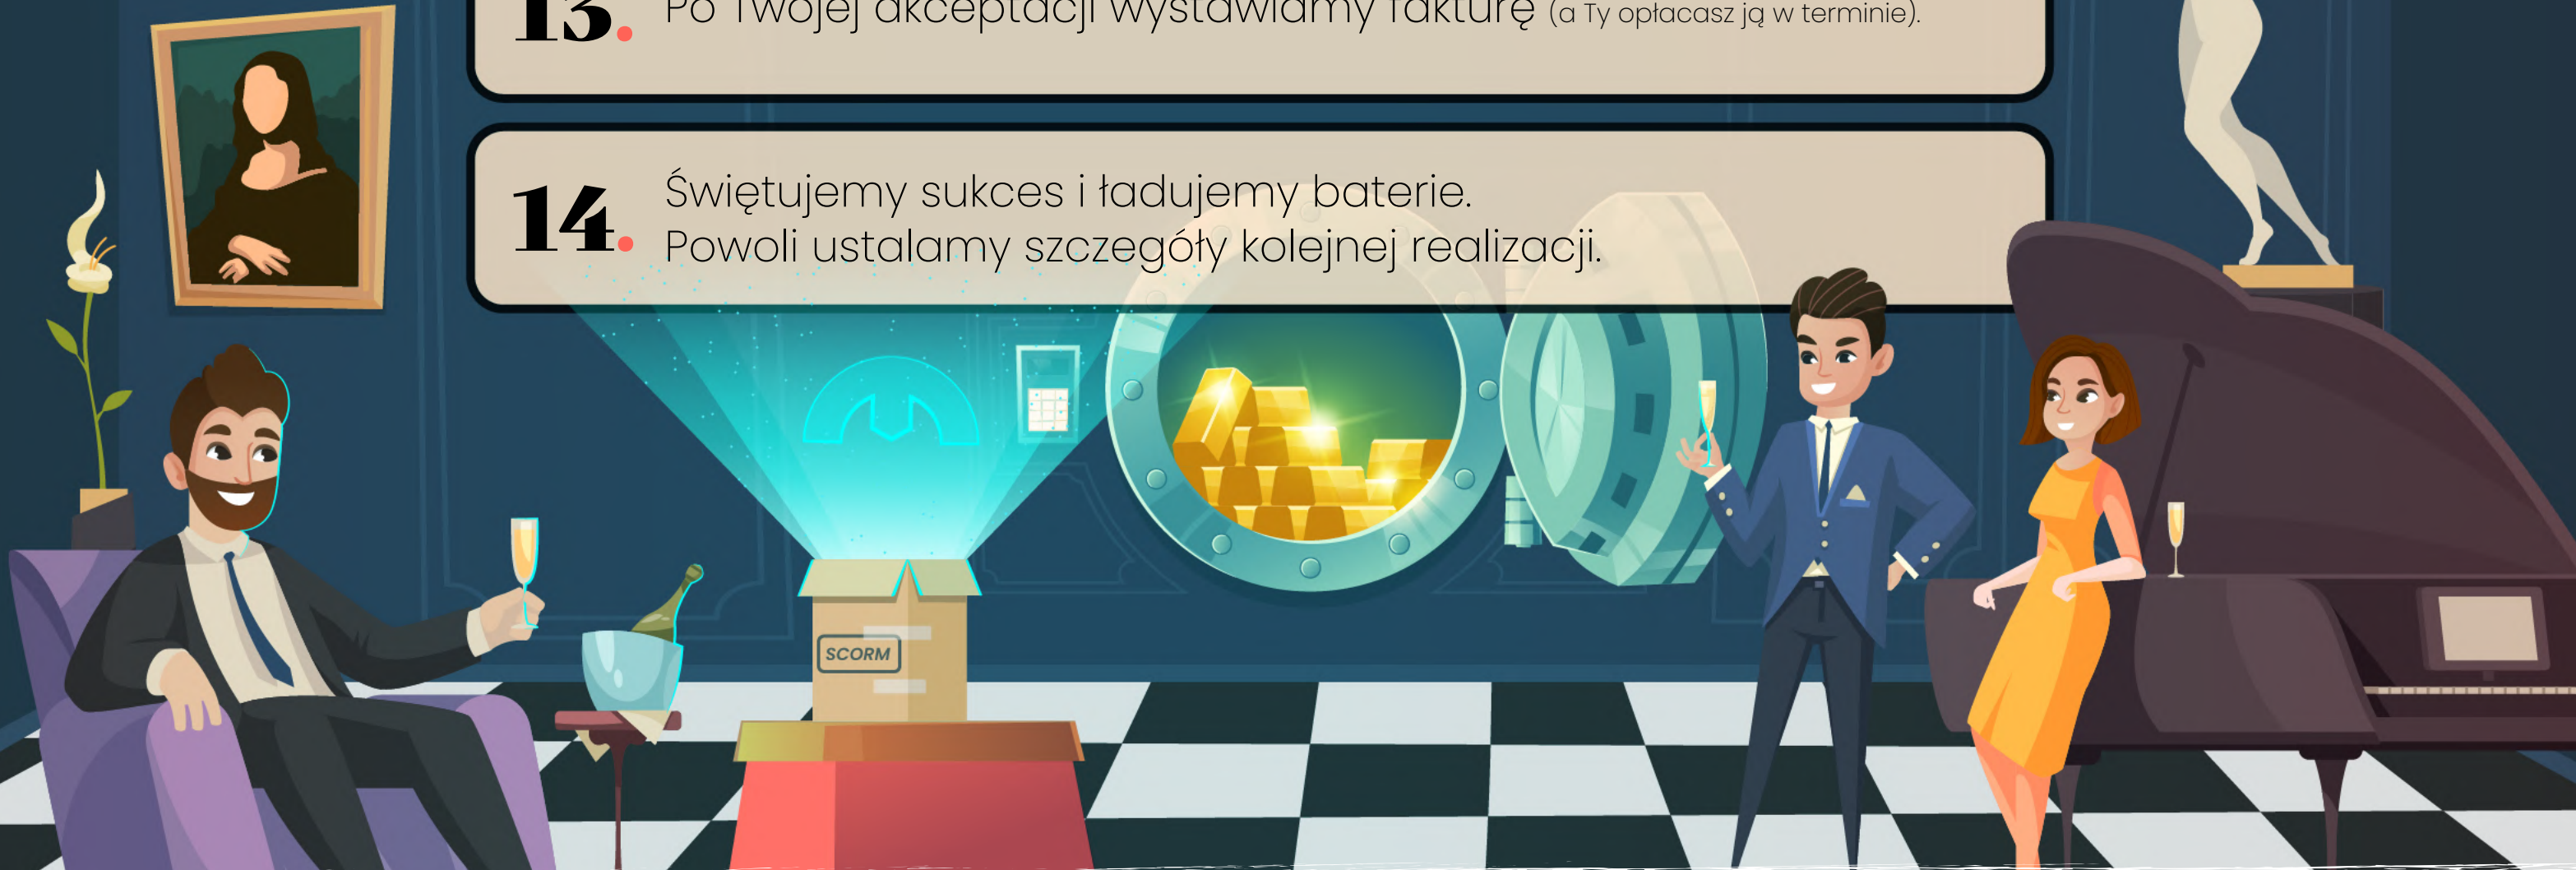 13. Po Twojej akceptacji wystawiamy fakturę (a Ty opłacasz ją w terminie).
14. Świętujemy sukces i ładujemy baterie.
Powoli ustalamy szczegóły kolejnej realizacji.
SCORM